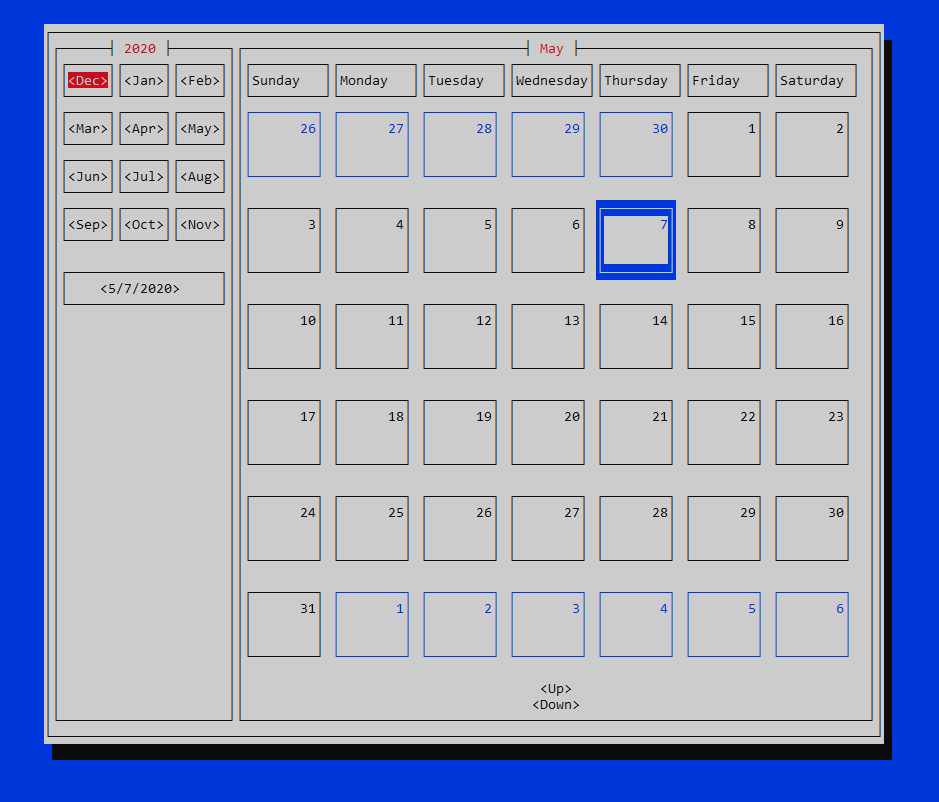 2020
<Dec> <Jan> <Feb>
<Mar> <Apr> <May>
<Jun> <Jul> <Aug>
<Sep> <Oct> <Nov>
<5/7/2020>
May
Sunday Monday Tuesday Wednesday Thursday Friday Saturday
26 27 28 29 30 1 2
3 4 5 6 7 8 9
10 11 12 13 14 15 16
17 18 19 20 21 22 23
24 25 26 27 28 29 30
31 1 2 3 4 5 6
<Up>
<Down>